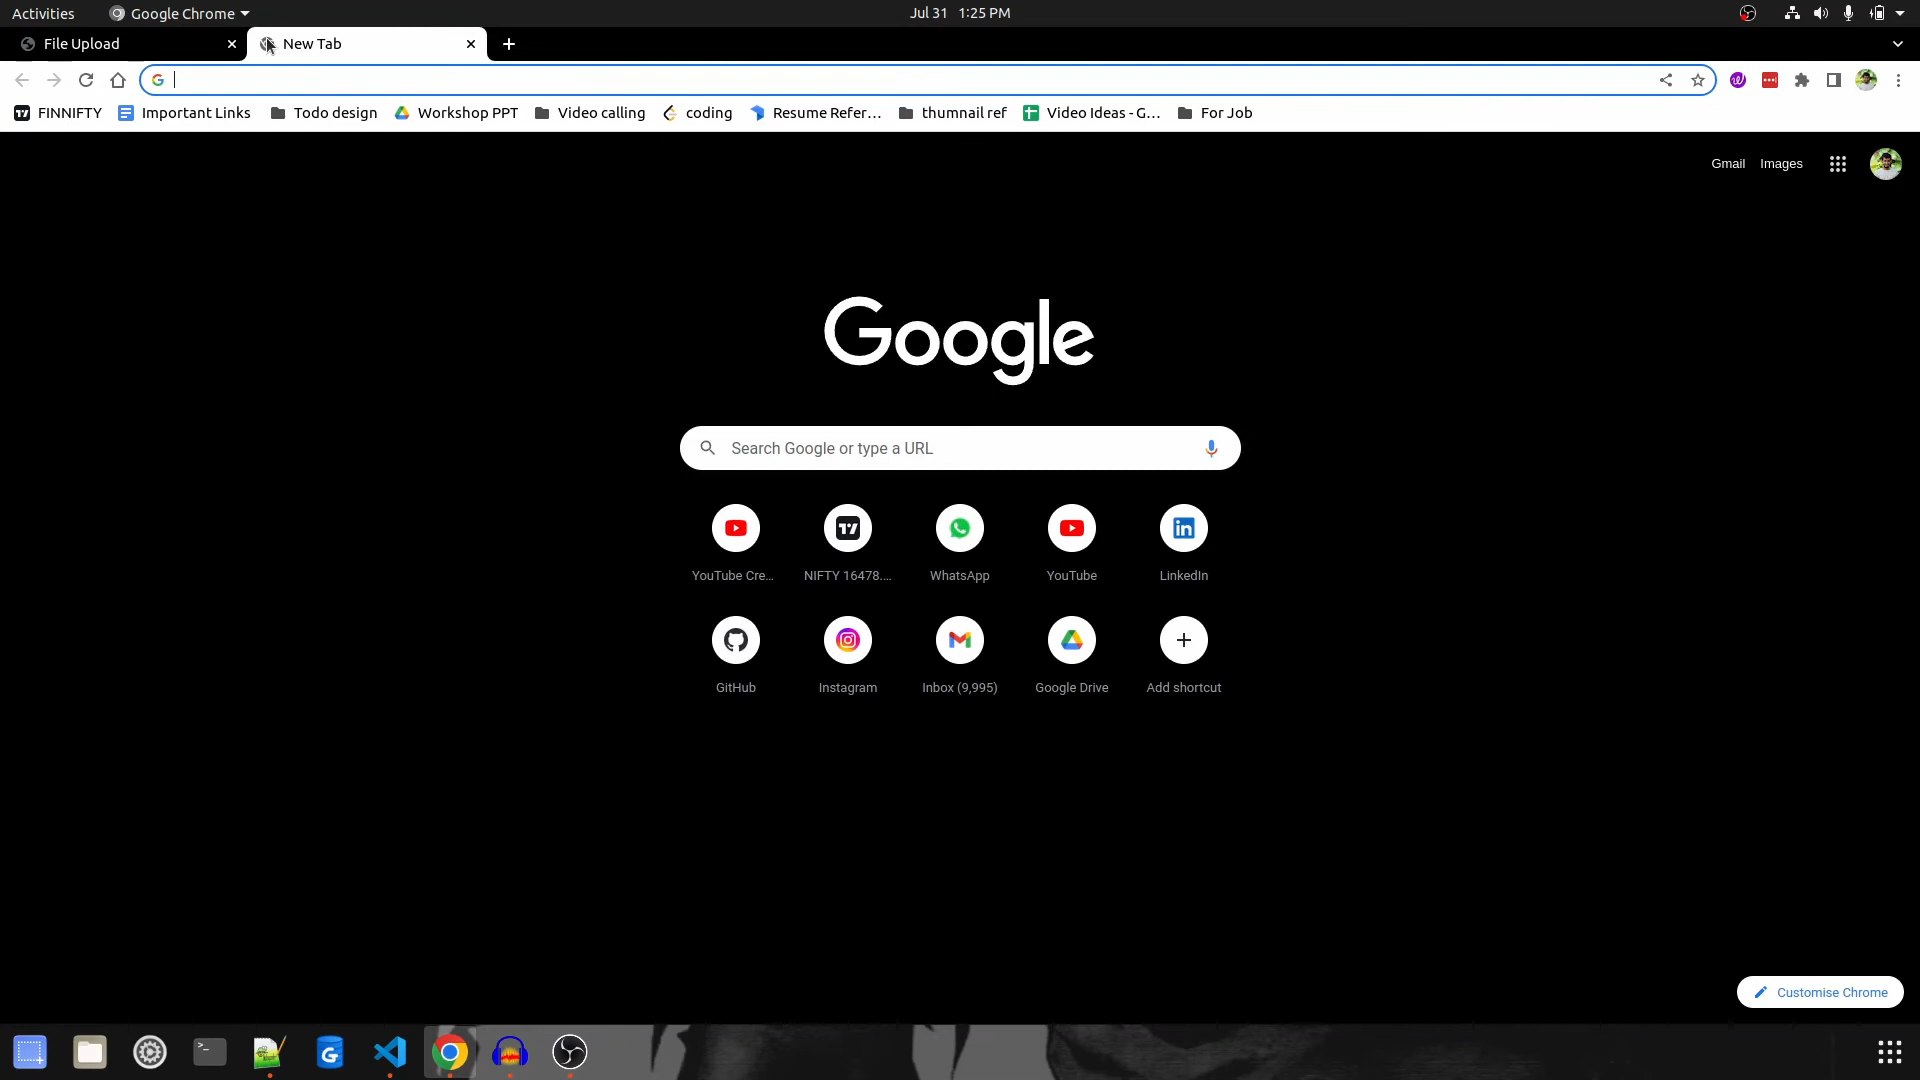 Activities
Google Chrome
Jul 31 1:25 PM
File Upload
New Tab
FINNIFTY
Important Links
Todo design
Workshop PPT
Video calling
coding
Resume Refer...
thumnail ref
Video Ideas - G...
For Job
Gmail
Images
Google
Search Google or type a URL
YouTube Cre...
NIFTY 16478....
WhatsApp
YouTube
LinkedIn
GitHub
Instagram
Inbox (9,995)
Google Drive
Add shortcut
Customise Chrome